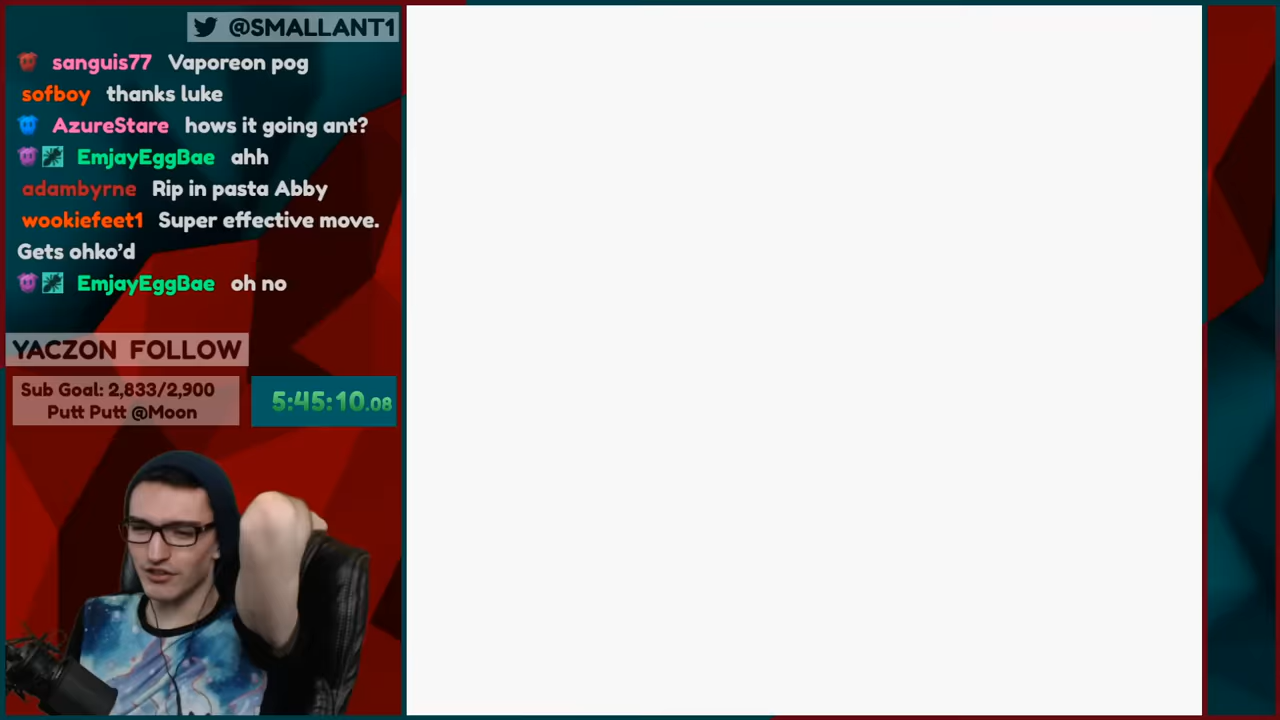 @SMALLANT1
sanguis77 Vaporeon pog
sofboy thanks luke
AzureStare hows it going ant?
EmjayEggBae ahh
adambyrne Rip in pasta Abby
wookiefeet1 Super effective move.
Gets ohko'd
EmjayEggBae oh no
YACZON FOLLOW
Sub Goal: 2,833/2,900
Putt Putt @Moon
5:45:10.08